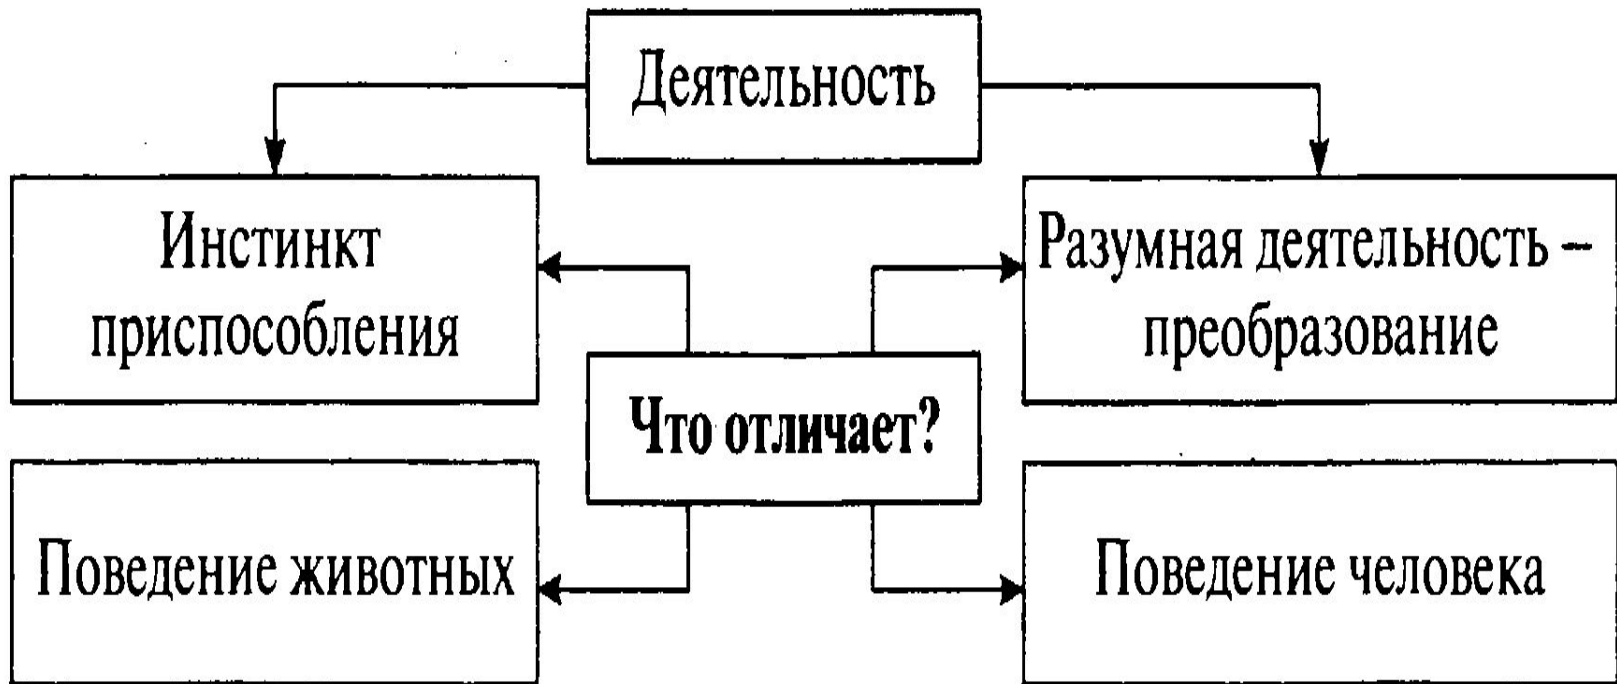 Деятельность
Инстинкт
приспособления
Разумная деятельность –
преобразование
Что отличает?
Поведение животных
Поведение человека